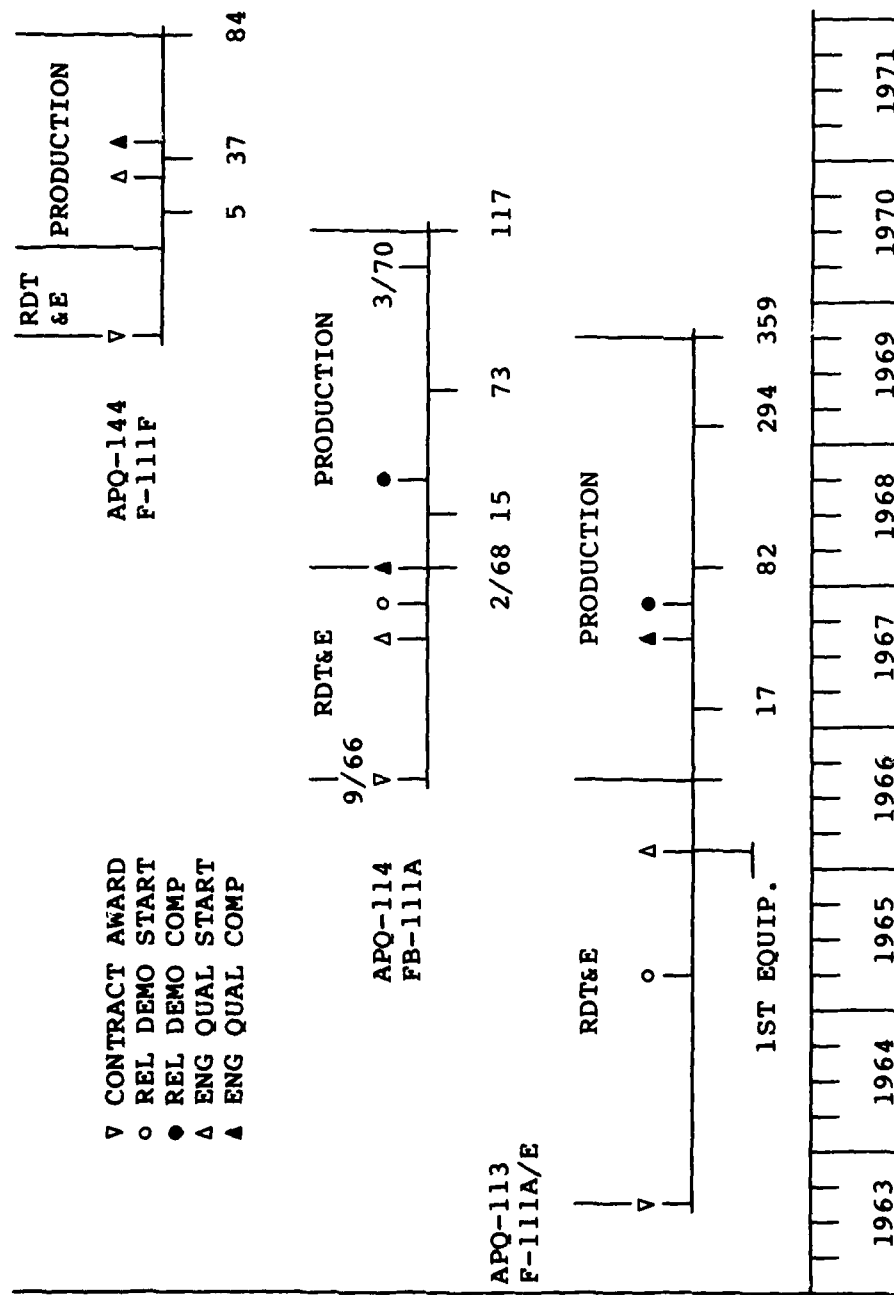 ▽ CONTRACT AWARD
○ REL DEMO START
● REL DEMO COMP
△ ENG QUAL START
▲ ENG QUAL COMP
APQ-144
F-111F
RDT
&E
PRODUCTION
5 37 84
APQ-114
FB-111A
9/66
RDT&E
PRODUCTION
3/70
2/68 15 73 117
APQ-113
F-111A/E
RDT&E
PRODUCTION
1ST EQUIP.
17 82 294 359
1963 1964 1965 1966 1967 1968 1969 1970 1971